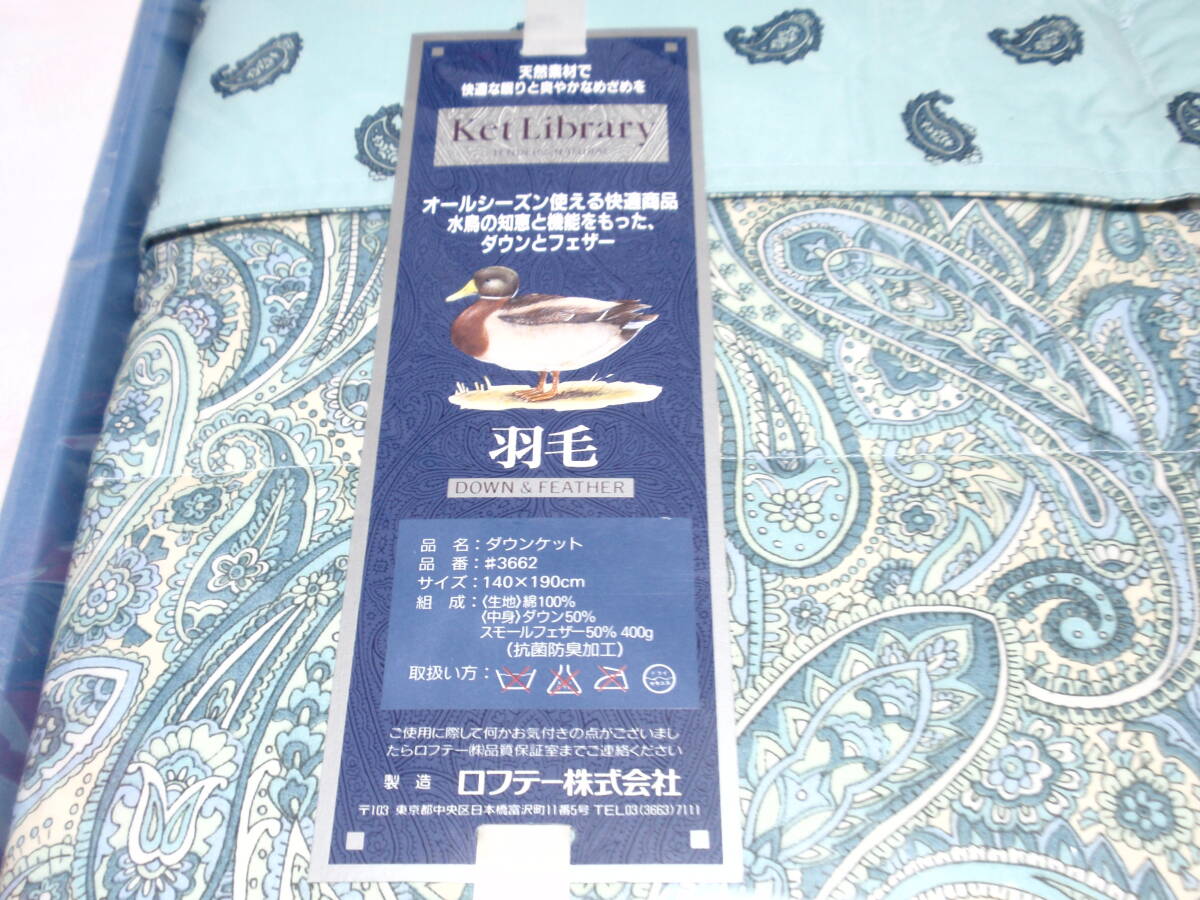 天然素材で
快適な眠りと爽やかなめざめを
Ket Library
オールシーズン使える快適商品
水鳥の知恵と機能をもった、
ダウンとフェザー
羽毛
DOWN & FEATHER
品 名：ダウンケット
品 番：#3662
サイズ：140×190cm
組 成：〈生地〉綿100%
〈中身〉ダウン50%
スモールフェザー50% 400g
（抗菌防臭加工）
取扱い方：
ご使用に際して何かお気付きの点がございまし
たらロフテー㈱品質保証室までご連絡ください
製造 ロフテー株式会社
〒103 東京都中央区日本橋富沢町11番5号 TEL03(3663)7111